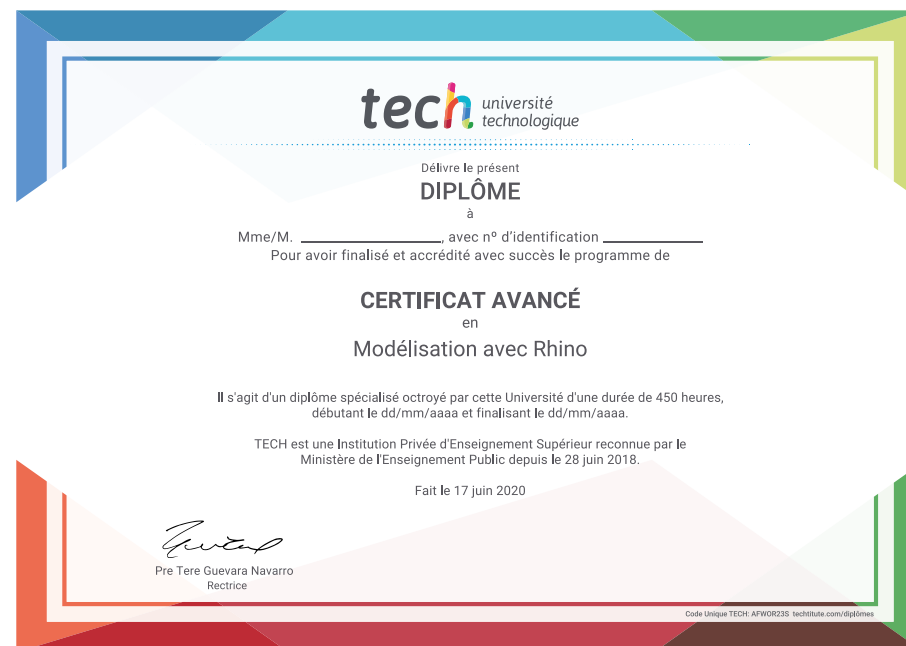 tech université
technologique
Délivre le présent
DIPLÔME
à
Mme/M. ____________________, avec nº d'identification ______________
Pour avoir finalisé et accrédité avec succès le programme de
CERTIFICAT AVANCÉ
en
Modélisation avec Rhino
Il s'agit d'un diplôme spécialisé octroyé par cette Université d'une durée de 450 heures,
débutant le dd/mm/aaaa et finalisant le dd/mm/aaaa.
TECH est une Institution Privée d'Enseignement Supérieur reconnue par le
Ministère de l'Enseignement Public depuis le 28 juin 2018.
Fait le 17 juin 2020
Pre Tere Guevara Navarro
Rectrice
Code Unique TECH: AFWOR23S techtitute.com/diplômes